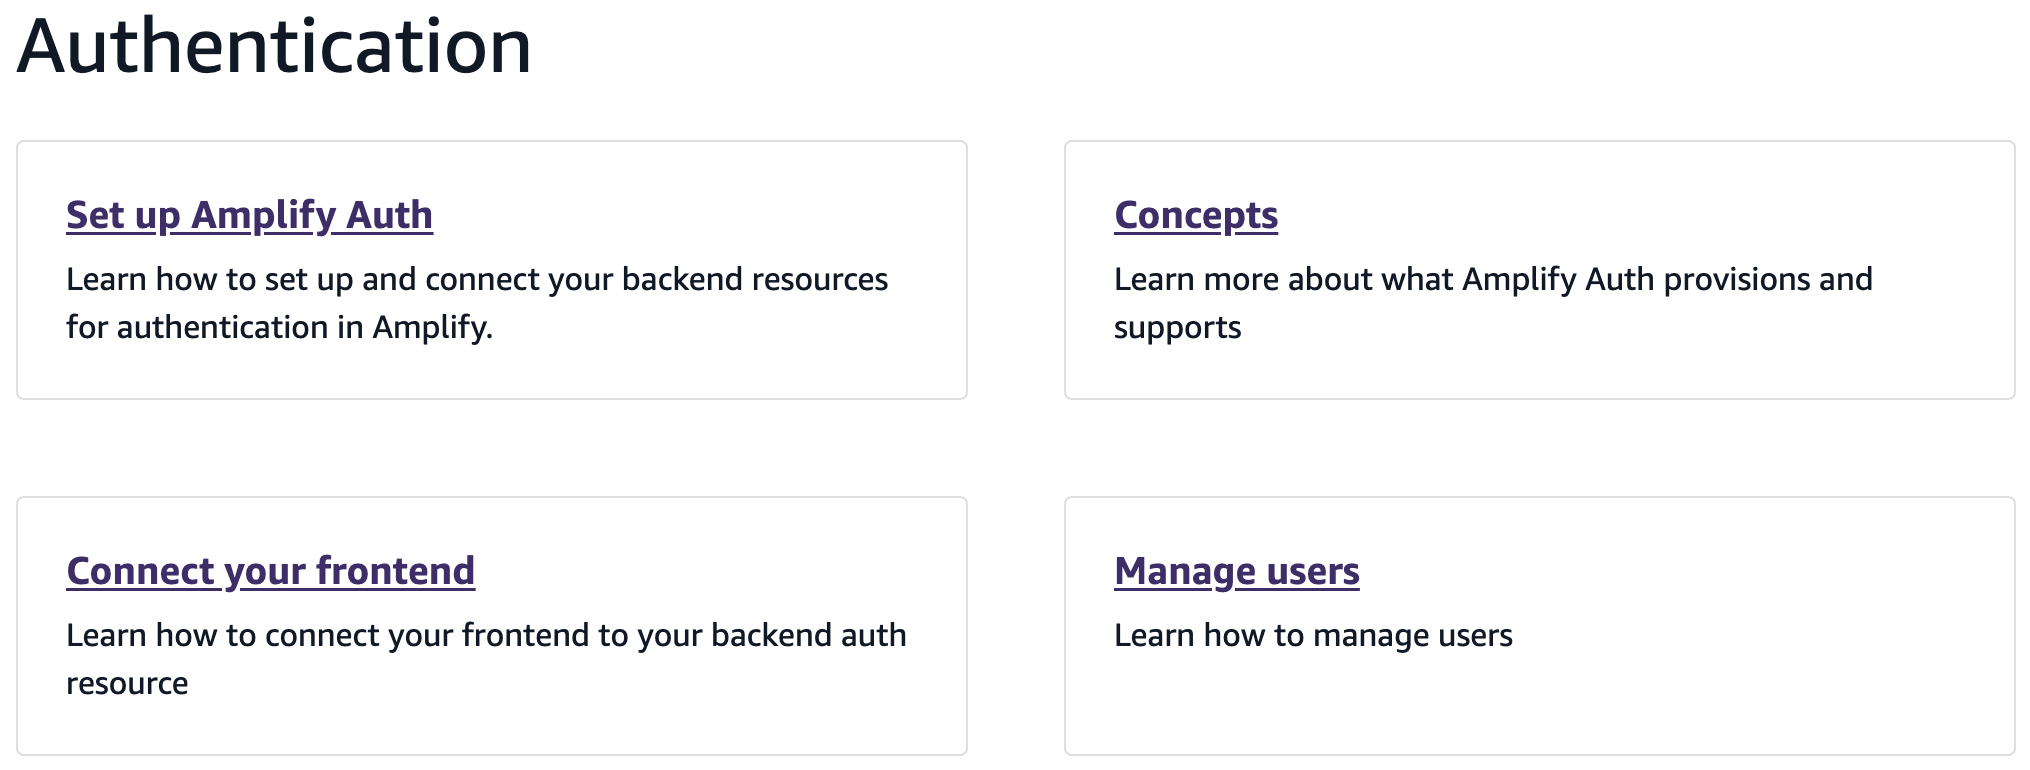 Authentication
Set up Amplify Auth
Learn how to set up and connect your backend resources
for authentication in Amplify.
Concepts
Learn more about what Amplify Auth provisions and
supports
Connect your frontend
Learn how to connect your frontend to your backend auth
resource
Manage users
Learn how to manage users